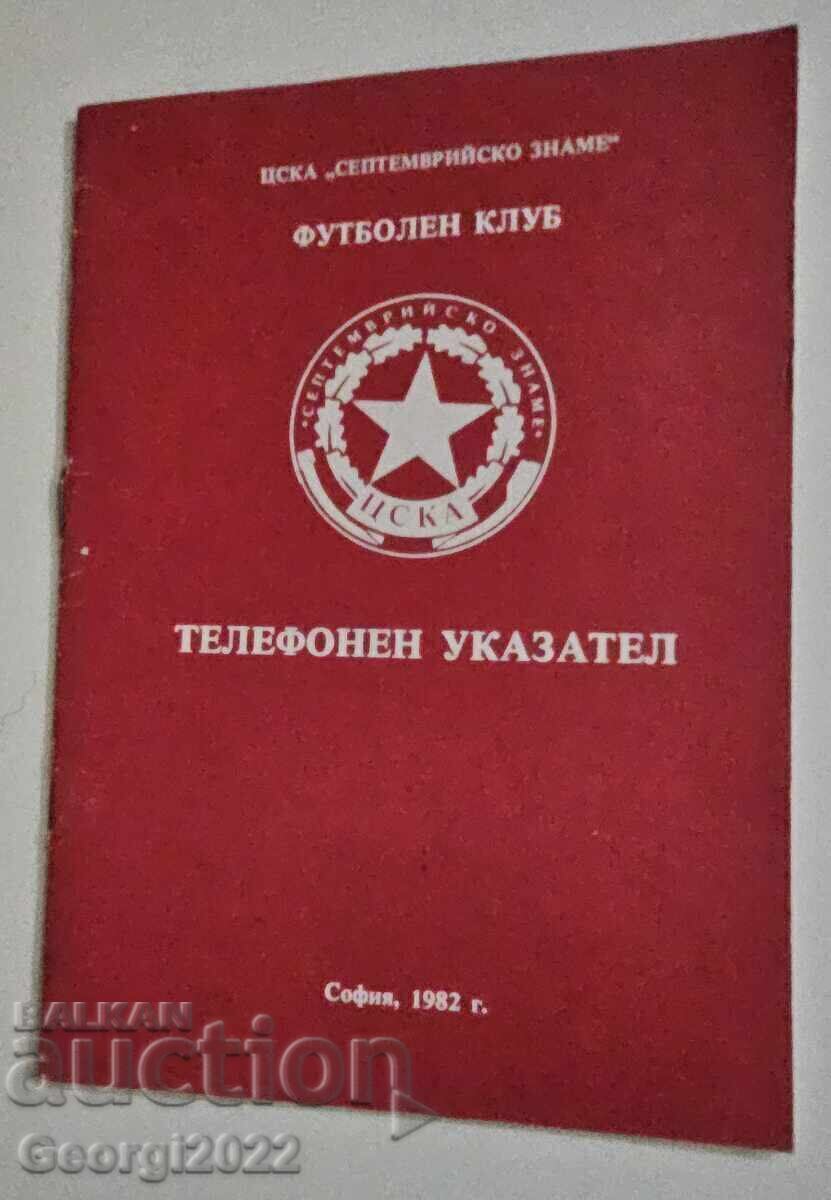 ЦСКА „СЕПТЕМВРИЙСКО ЗНАМЕ“
ФУТБОЛЕН КЛУБ
•СЕПТЕМВРИЙСКО ЗНАМЕ•
ЦСКА
ТЕЛЕФОНЕН УКАЗАТЕЛ
София, 1982 г.
BALKAN
auction
Georgi2022